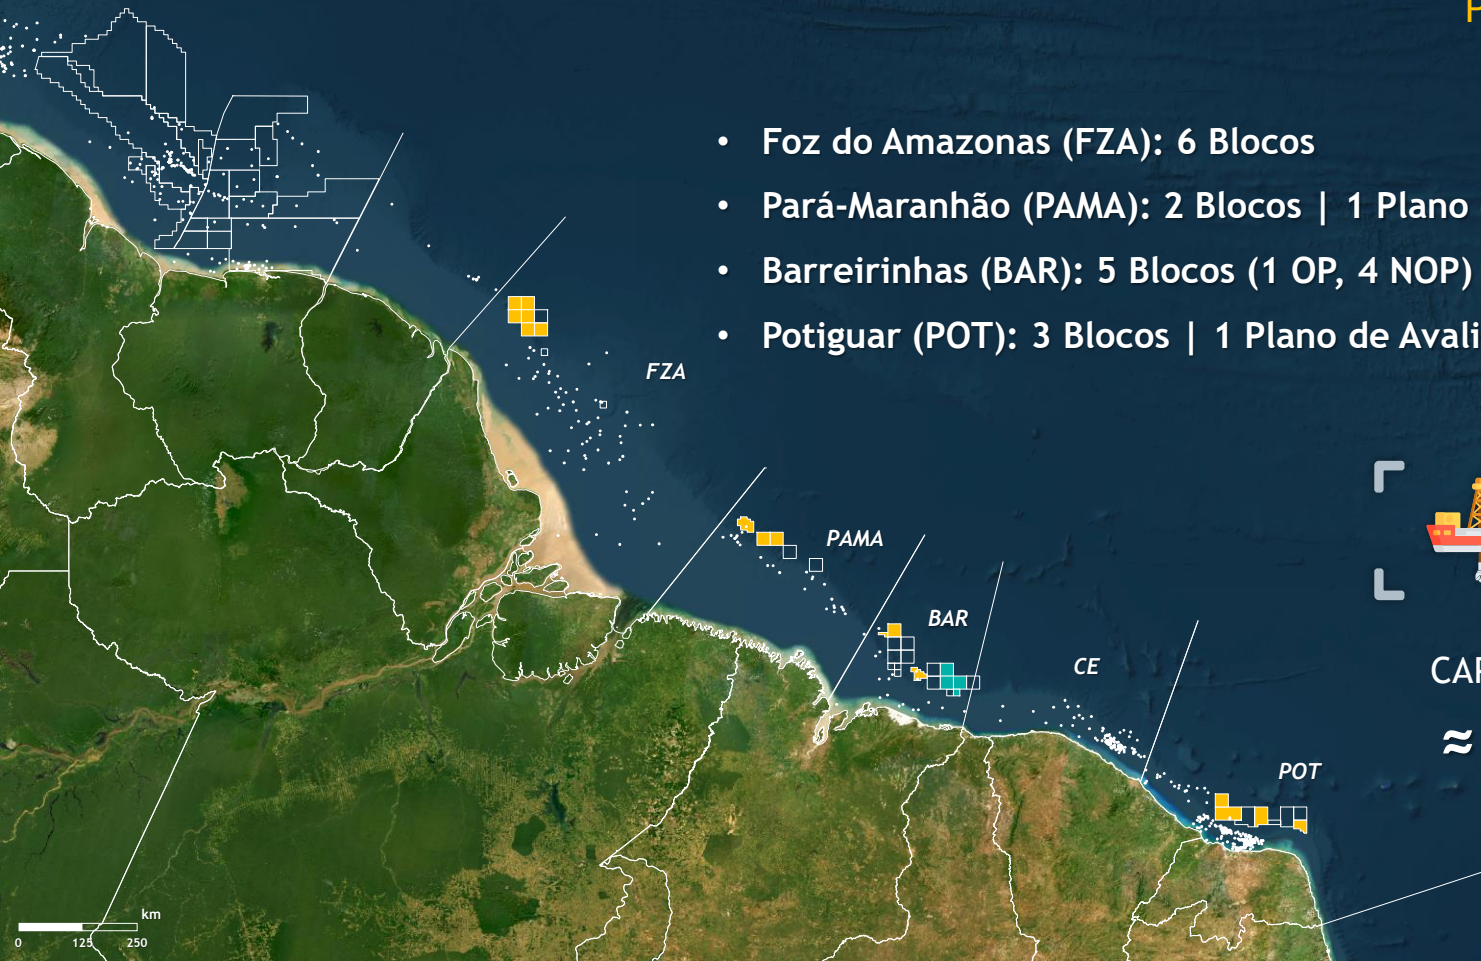 • Foz do Amazonas (FZA): 6 Blocos
• Pará-Maranhão (PAMA): 2 Blocos | 1 Plano
• Barreirinhas (BAR): 5 Blocos (1 OP, 4 NOP)
• Potiguar (POT): 3 Blocos | 1 Plano de Avali
FZA
PAMA
BAR
CE
POT
≈
km
0 125 250